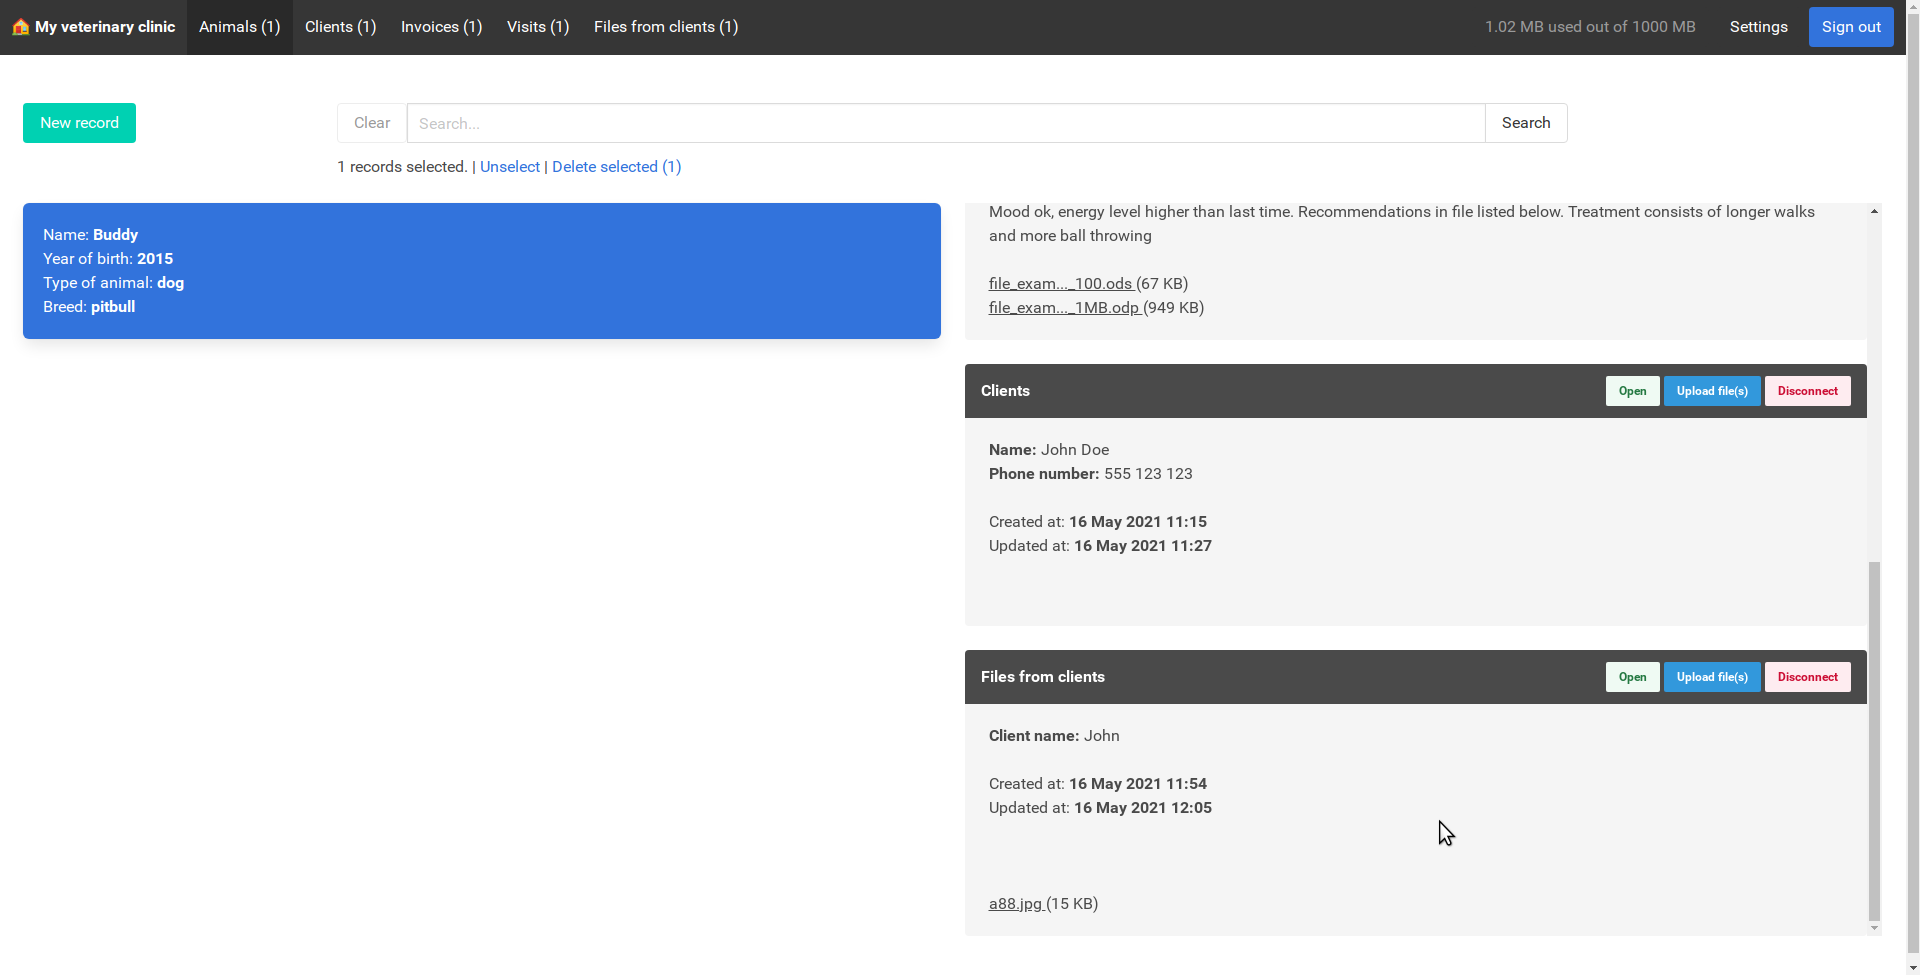 My veterinary clinic Animals (1) Clients (1) Invoices (1) Visits (1) Files from clients (1) 1.02 MB used out of 1000 MB Settings Sign out
New record Clear Search... Search
1 records selected. | Unselect | Delete selected (1)
Name: Buddy
Year of birth: 2015
Type of animal: dog
Breed: pitbull
Mood ok, energy level higher than last time. Recommendations in file listed below. Treatment consists of longer walks
and more ball throwing
file_exam..._100.ods (67 KB)
file_exam..._1MB.odp (949 KB)
Clients Open Upload file(s) Disconnect
Name: John Doe
Phone number: 555 123 123
Created at: 16 May 2021 11:15
Updated at: 16 May 2021 11:27
Files from clients Open Upload file(s) Disconnect
Client name: John
Created at: 16 May 2021 11:54
Updated at: 16 May 2021 12:05
a88.jpg (15 KB)